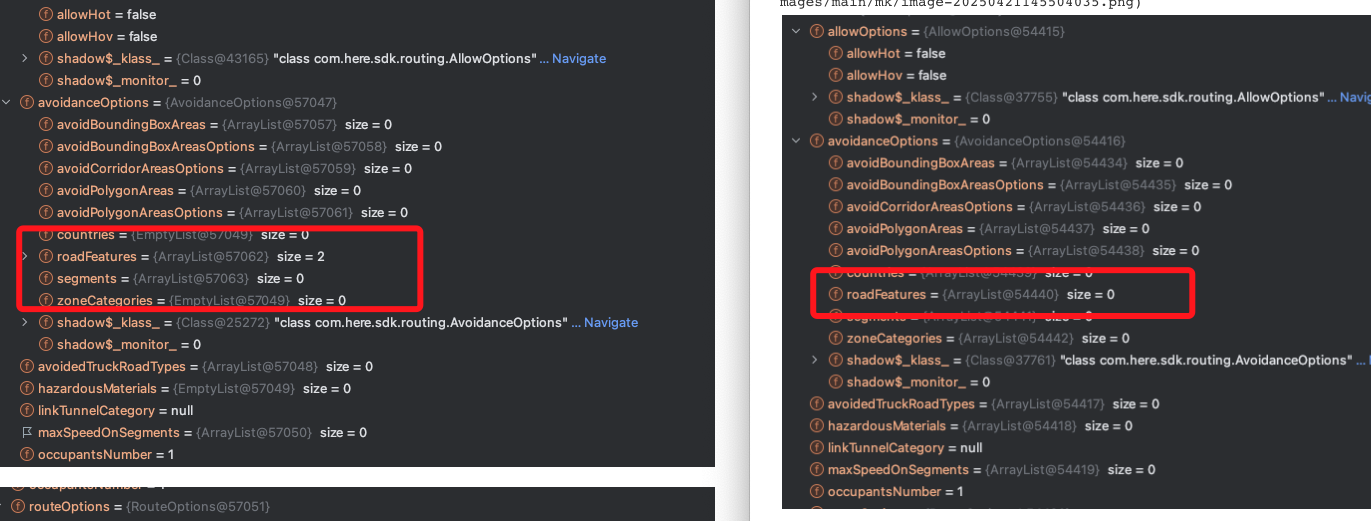 allowHot = false
allowHov = false
shadow$_klass_ = {Class@43165} "class com.here.sdk.routing.AllowOptions" ... Navigate
shadow$_monitor_ = 0
avoidanceOptions = {AvoidanceOptions@57047}
avoidBoundingBoxAreas = {ArrayList@57057} size = 0
avoidBoundingBoxAreasOptions = {ArrayList@57058} size = 0
avoidCorridorAreasOptions = {ArrayList@57059} size = 0
avoidPolygonAreas = {ArrayList@57060} size = 0
avoidPolygonAreasOptions = {ArrayList@57061} size = 0
countries = {EmptyList@57049} size = 0
roadFeatures = {ArrayList@57062} size = 2
segments = {ArrayList@57063} size = 0
zoneCategories = {EmptyList@57049} size = 0
shadow$_klass_ = {Class@25272} "class com.here.sdk.routing.AvoidanceOptions" ... Navigate
shadow$_monitor_ = 0
avoidedTruckRoadTypes = {ArrayList@57048} size = 0
hazardousMaterials = {EmptyList@57049} size = 0
linkTunnelCategory = null
maxSpeedOnSegments = {ArrayList@57050} size = 0
occupantsNumber = 1
occupantsNumber = 1
routeOptions = {RouteOptions@57051}
mages/main/mk/image-20250421145504035.png)
allowOptions = {AllowOptions@54415}
allowHot = false
allowHov = false
shadow$_klass_ = {Class@37755} "class com.here.sdk.routing.AllowOptions" ... Navig
shadow$_monitor_ = 0
avoidanceOptions = {AvoidanceOptions@54416}
avoidBoundingBoxAreas = {ArrayList@54434} size = 0
avoidBoundingBoxAreasOptions = {ArrayList@54435} size = 0
avoidCorridorAreasOptions = {ArrayList@54436} size = 0
avoidPolygonAreas = {ArrayList@54437} size = 0
avoidPolygonAreasOptions = {ArrayList@54438} size = 0
countries = {ArrayList@54439} size = 0
roadFeatures = {ArrayList@54440} size = 0
segments = {ArrayList@54441} size = 0
zoneCategories = {ArrayList@54442} size = 0
shadow$_klass_ = {Class@37761} "class com.here.sdk.routing.AvoidanceOptions" ...
shadow$_monitor_ = 0
avoidedTruckRoadTypes = {ArrayList@54417} size = 0
hazardousMaterials = {ArrayList@54418} size = 0
linkTunnelCategory = null
maxSpeedOnSegments = {ArrayList@54419} size = 0
occupantsNumber = 1